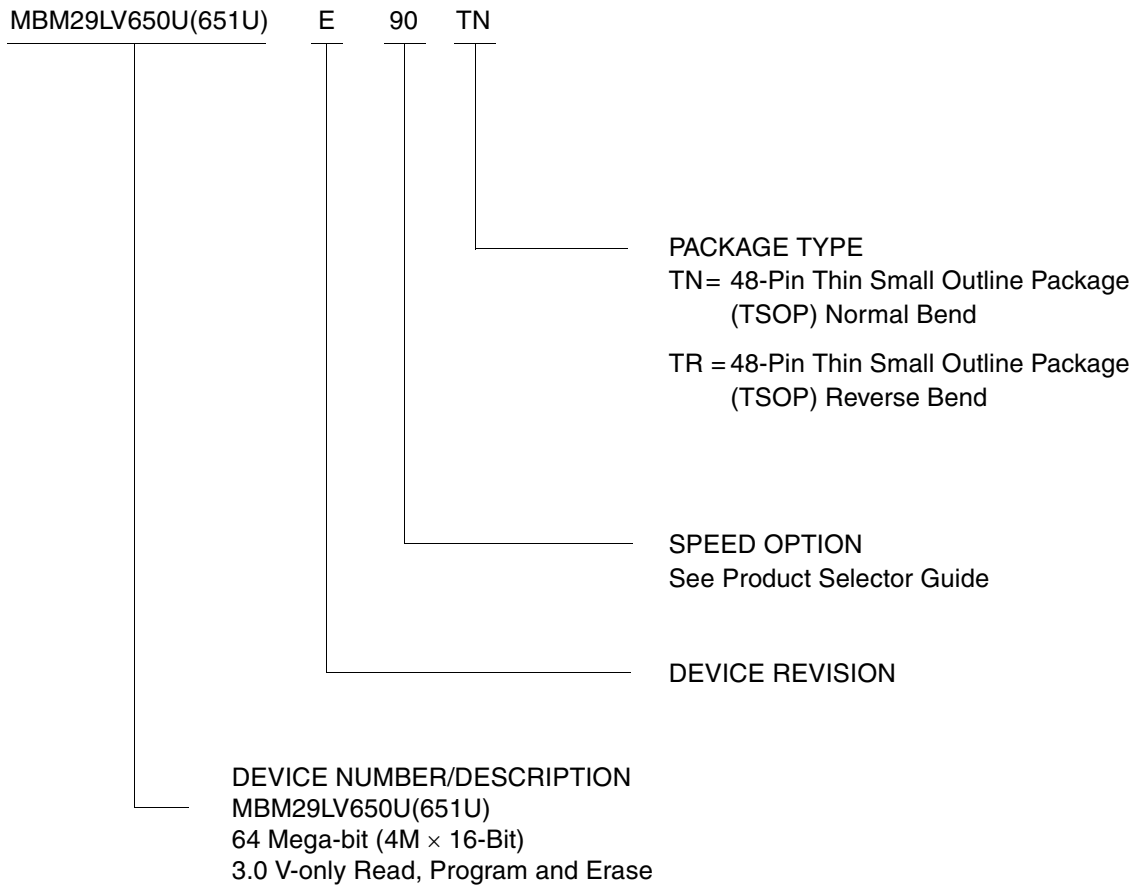 MBM29LV650U(651U) E 90 TN
PACKAGE TYPE
TN= 48-Pin Thin Small Outline Package
(TSOP) Normal Bend
TR = 48-Pin Thin Small Outline Package
(TSOP) Reverse Bend
SPEED OPTION
See Product Selector Guide
DEVICE REVISION
DEVICE NUMBER/DESCRIPTION
MBM29LV650U(651U)
64 Mega-bit (4M × 16-Bit)
3.0 V-only Read, Program and Erase